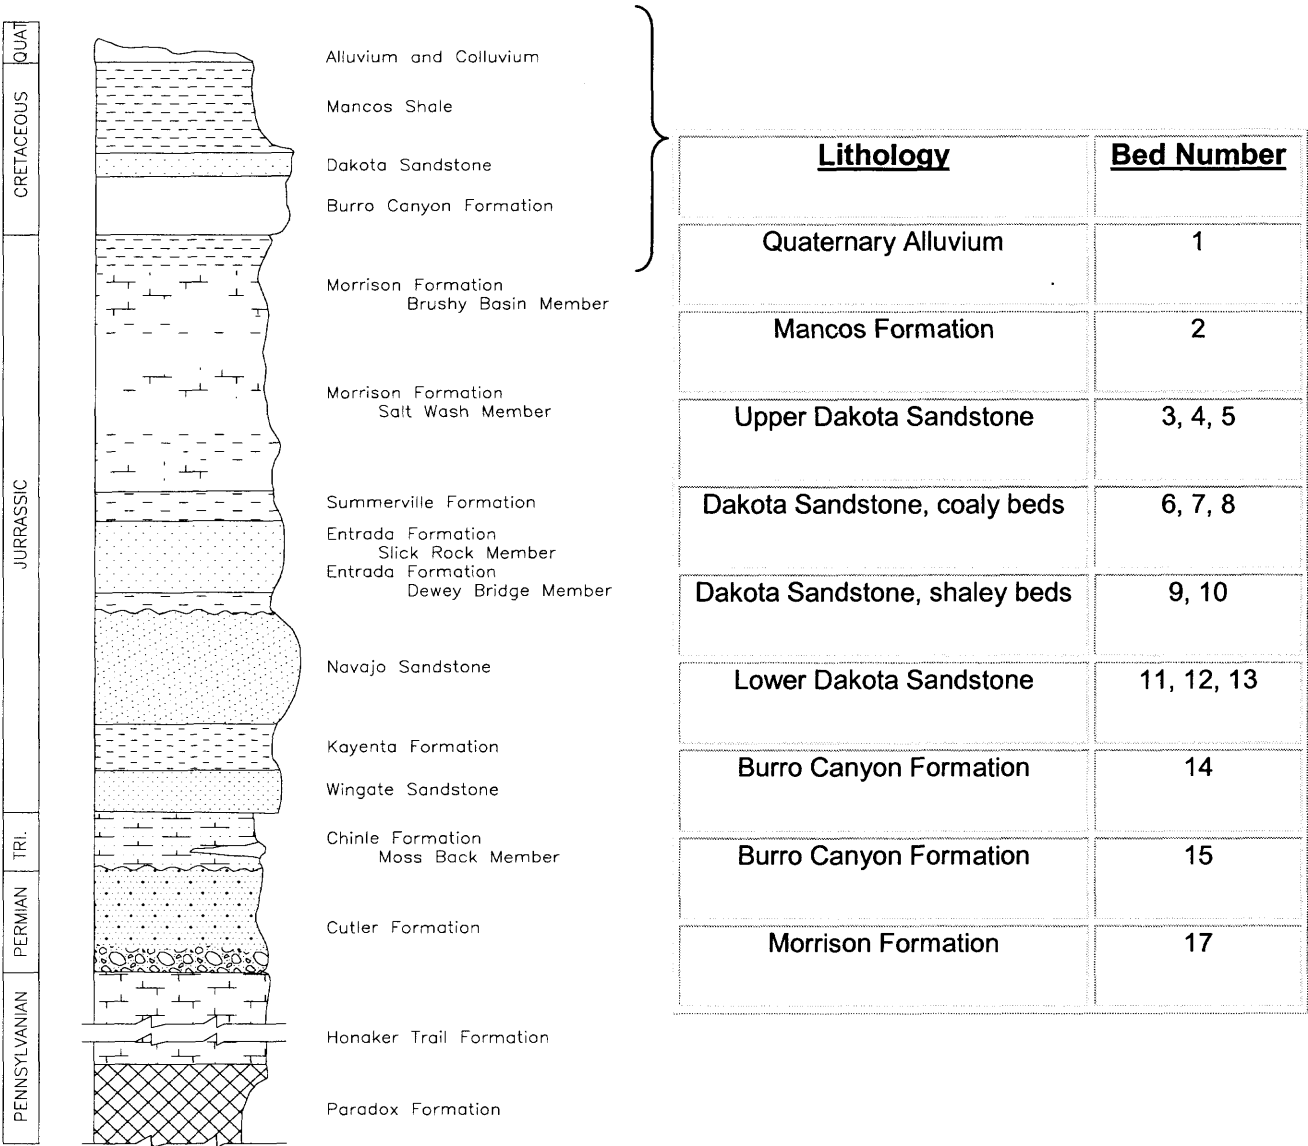 QUAT
CRETACEOUS
JURRASSIC
TRI.
PERMIAN
PENNSYLVANIAN
Alluvium and Colluvium
Mancos Shale
Dakota Sandstone
Burro Canyon Formation
Morrison Formation
Brushy Basin Member
Morrison Formation
Salt Wash Member
Summerville Formation
Entrada Formation
Slick Rock Member
Entrada Formation
Dewey Bridge Member
Navajo Sandstone
Kayenta Formation
Wingate Sandstone
Chinle Formation
Moss Back Member
Cutler Formation
Honaker Trail Formation
Paradox Formation
Lithology Bed Number
Quaternary Alluvium 1
Mancos Formation 2
Upper Dakota Sandstone 3, 4, 5
Dakota Sandstone, coaly beds 6, 7, 8
Dakota Sandstone, shaley beds 9, 10
Lower Dakota Sandstone 11, 12, 13
Burro Canyon Formation 14
Burro Canyon Formation 15
Morrison Formation 17